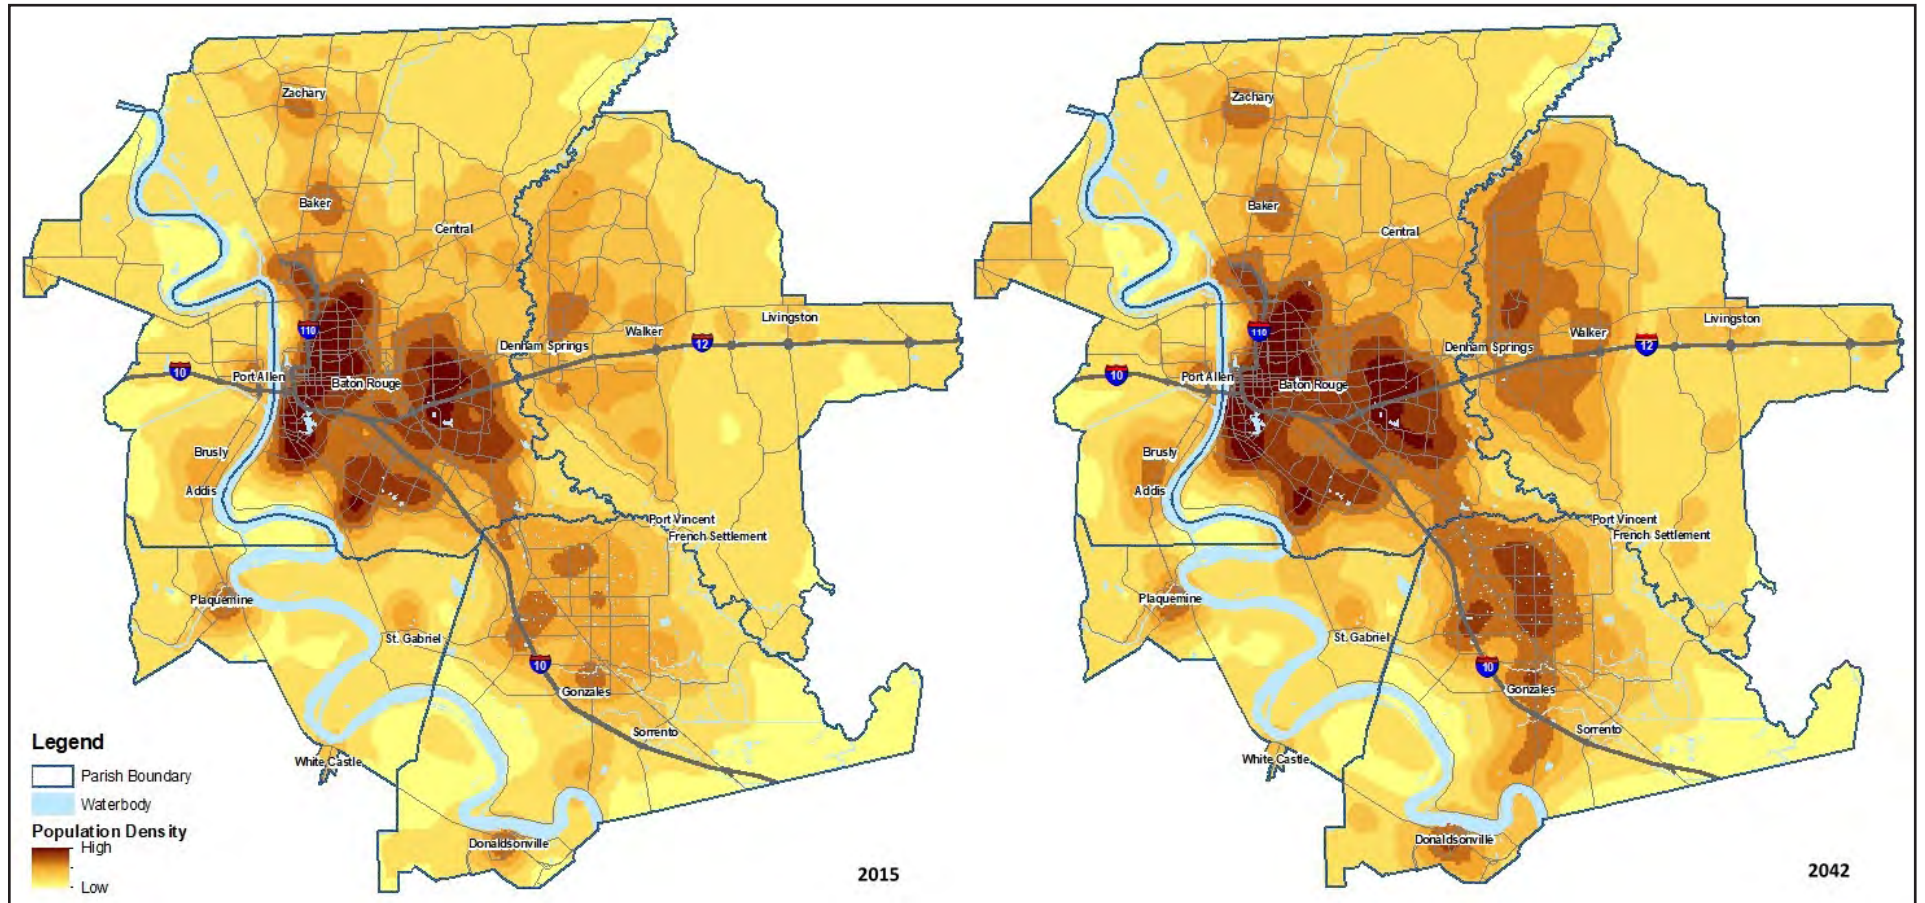 Zachary
Baker
Central
110
Livingston
Walker
12
Denham Springs
10
Port Allen
Baton Rouge
Brusly
Addis
Port Vincent
French Settlement
Plaquemine
St. Gabriel
10
Gonzales
Sorrento
White Castle
Donaldsonville
Legend
Parish Boundary
Waterbody
Population Density
High
Low
2015
Zachary
Baker
Central
110
Livingston
Walker
12
Denham Springs
10
Port Allen
Baton Rouge
Brusly
Addis
Port Vincent
French Settlement
Plaquemine
St. Gabriel
10
Gonzales
Sorrento
White Castle
Donaldsonville
2042